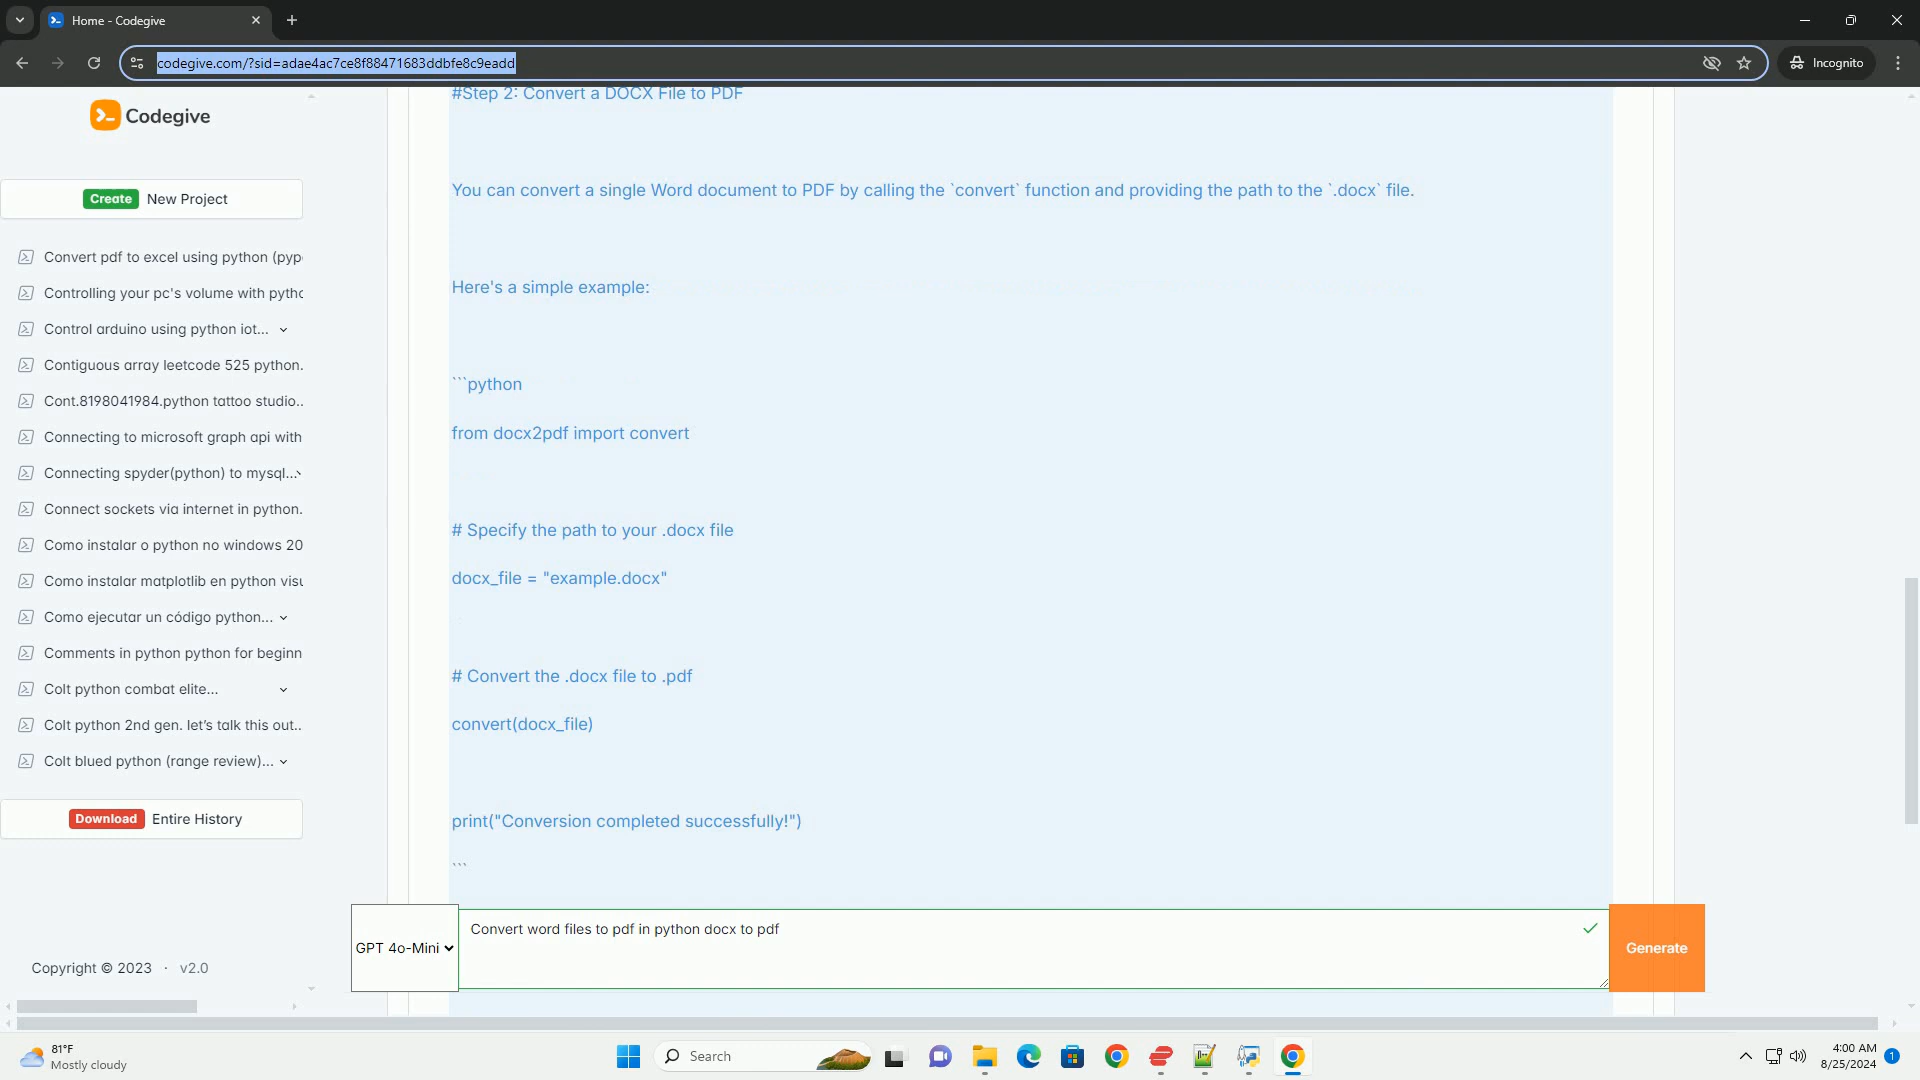 Home - Codegive
codegive.com/?sid=adae4ac7ce8f88471683ddbfe8c9eadd
Incognito
Codegive
Create New Project
Convert pdf to excel using python (pyp
Controlling your pc's volume with pytho
Control arduino using python iot...
Contiguous array leetcode 525 python.
Cont.8198041984.python tattoo studio..
Connecting to microsoft graph api with
Connecting spyder(python) to mysql...
Connect sockets via internet in python.
Como instalar o python no windows 20
Como instalar matplotlib en python visu
Como ejecutar un código python...
Comments in python python for beginn
Colt python combat elite...
Colt python 2nd gen. let's talk this out..
Colt blued python (range review)...
Download Entire History
Copyright © 2023 · v2.0
#Step 2: Convert a DOCX File to PDF
You can convert a single Word document to PDF by calling the `convert` function and providing the path to the `.docx` file.
Here's a simple example:
```python
from docx2pdf import convert
# Specify the path to your .docx file
docx_file = "example.docx"
# Convert the .docx file to .pdf
convert(docx_file)
print("Conversion completed successfully!")
```
GPT 4o-Mini
Convert word files to pdf in python docx to pdf
Generate
81°F
Mostly cloudy
Search
4:00 AM
8/25/2024
1